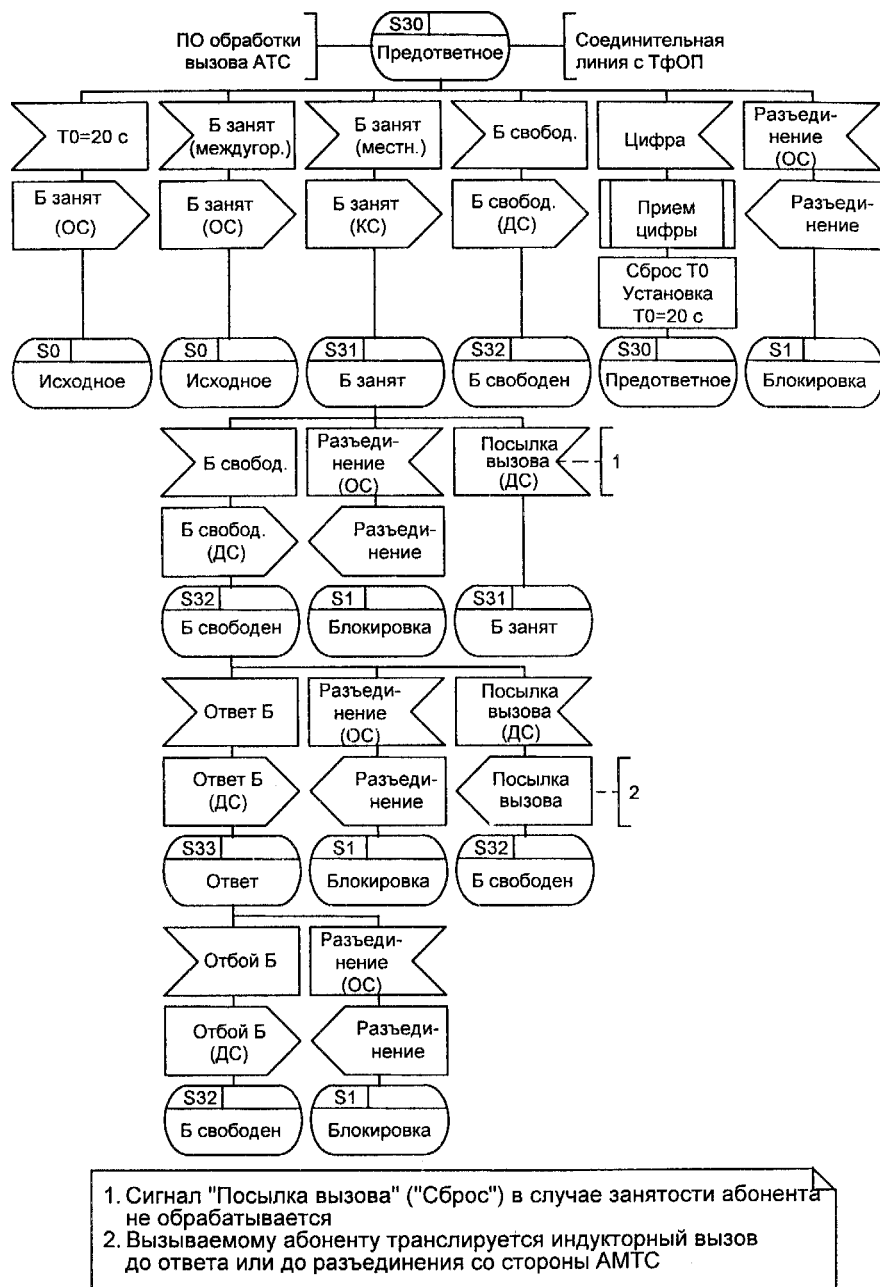 S30
ПО обработки
вызова АТС
Предответное
Соединительная
линия с ТфОП
T0=20 с
Б занят
(междугор.)
Б занят
(местн.)
Б свобод.
Цифра
Разъединение
(ОС)
Б занят
(ОС)
Б занят
(ОС)
Б занят
(КС)
Б свобод.
(ДС)
Прием
цифры
Разъеди-
нение
Сброс T0
Установка
T0=20 с
S0
Исходное
S0
Исходное
S31
Б занят
S32
Б свободен
S30
Предответное
S1
Блокировка
Б свобод.
Разъеди-
нение
(ОС)
Посылка
вызова
(ДС)
1
Б свобод.
(ДС)
Разъеди-
нение
S32
Б свободен
S1
Блокировка
S31
Б занят
Ответ Б
Разъеди-
нение
(ОС)
Посылка
вызова
(ДС)
Ответ Б
(ДС)
Разъеди-
нение
Посылка
вызова
2
S33
Ответ
S1
Блокировка
S32
Б свободен
Отбой Б
Разъеди-
нение
(ОС)
Отбой Б
(ДС)
Разъеди-
нение
S32
Б свободен
S1
Блокировка
1. Сигнал "Посылка вызова" ("Сброс") в случае занятости абонента
не обрабатывается
2. Вызываемому абоненту транслируется индукторный вызов
до ответа или до разъединения со стороны АМТС